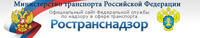 Министерство Транспорта Российской Федерации
Официальный сайт Федеральной службы
по надзору в сфере транспорта
Ространснадзор